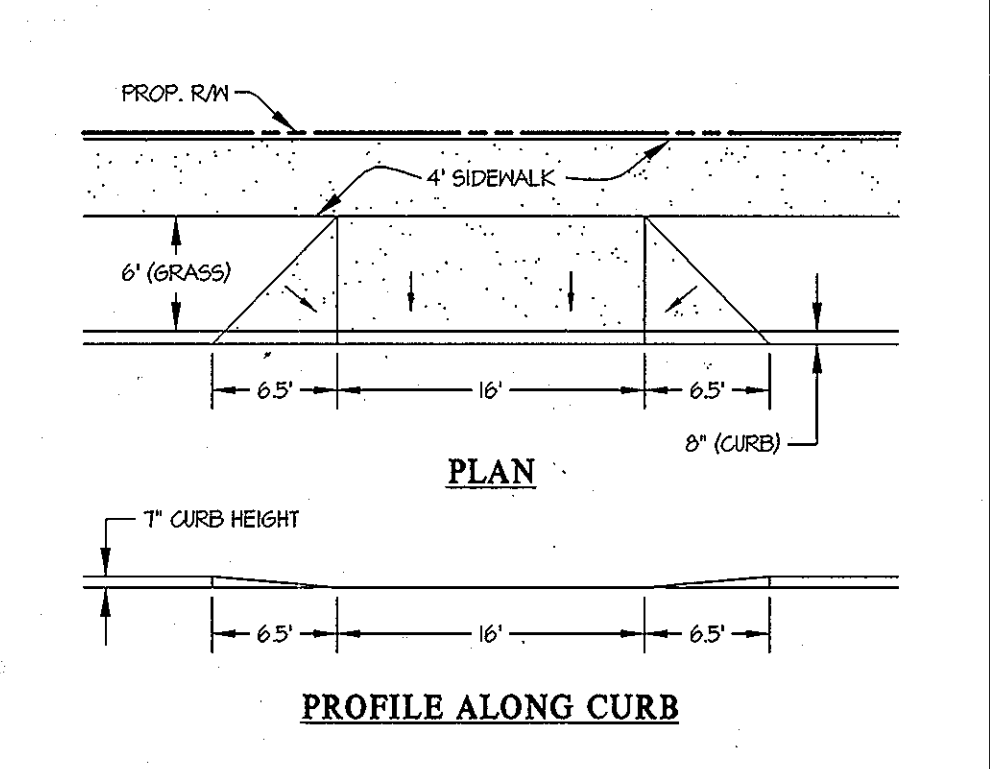 PROP. R/W
4' SIDEWALK
6' (GRASS)
6.5' 16' 6.5'
8" (CURB)
PLAN
7" CURB HEIGHT
6.5' 16' 6.5'
PROFILE ALONG CURB